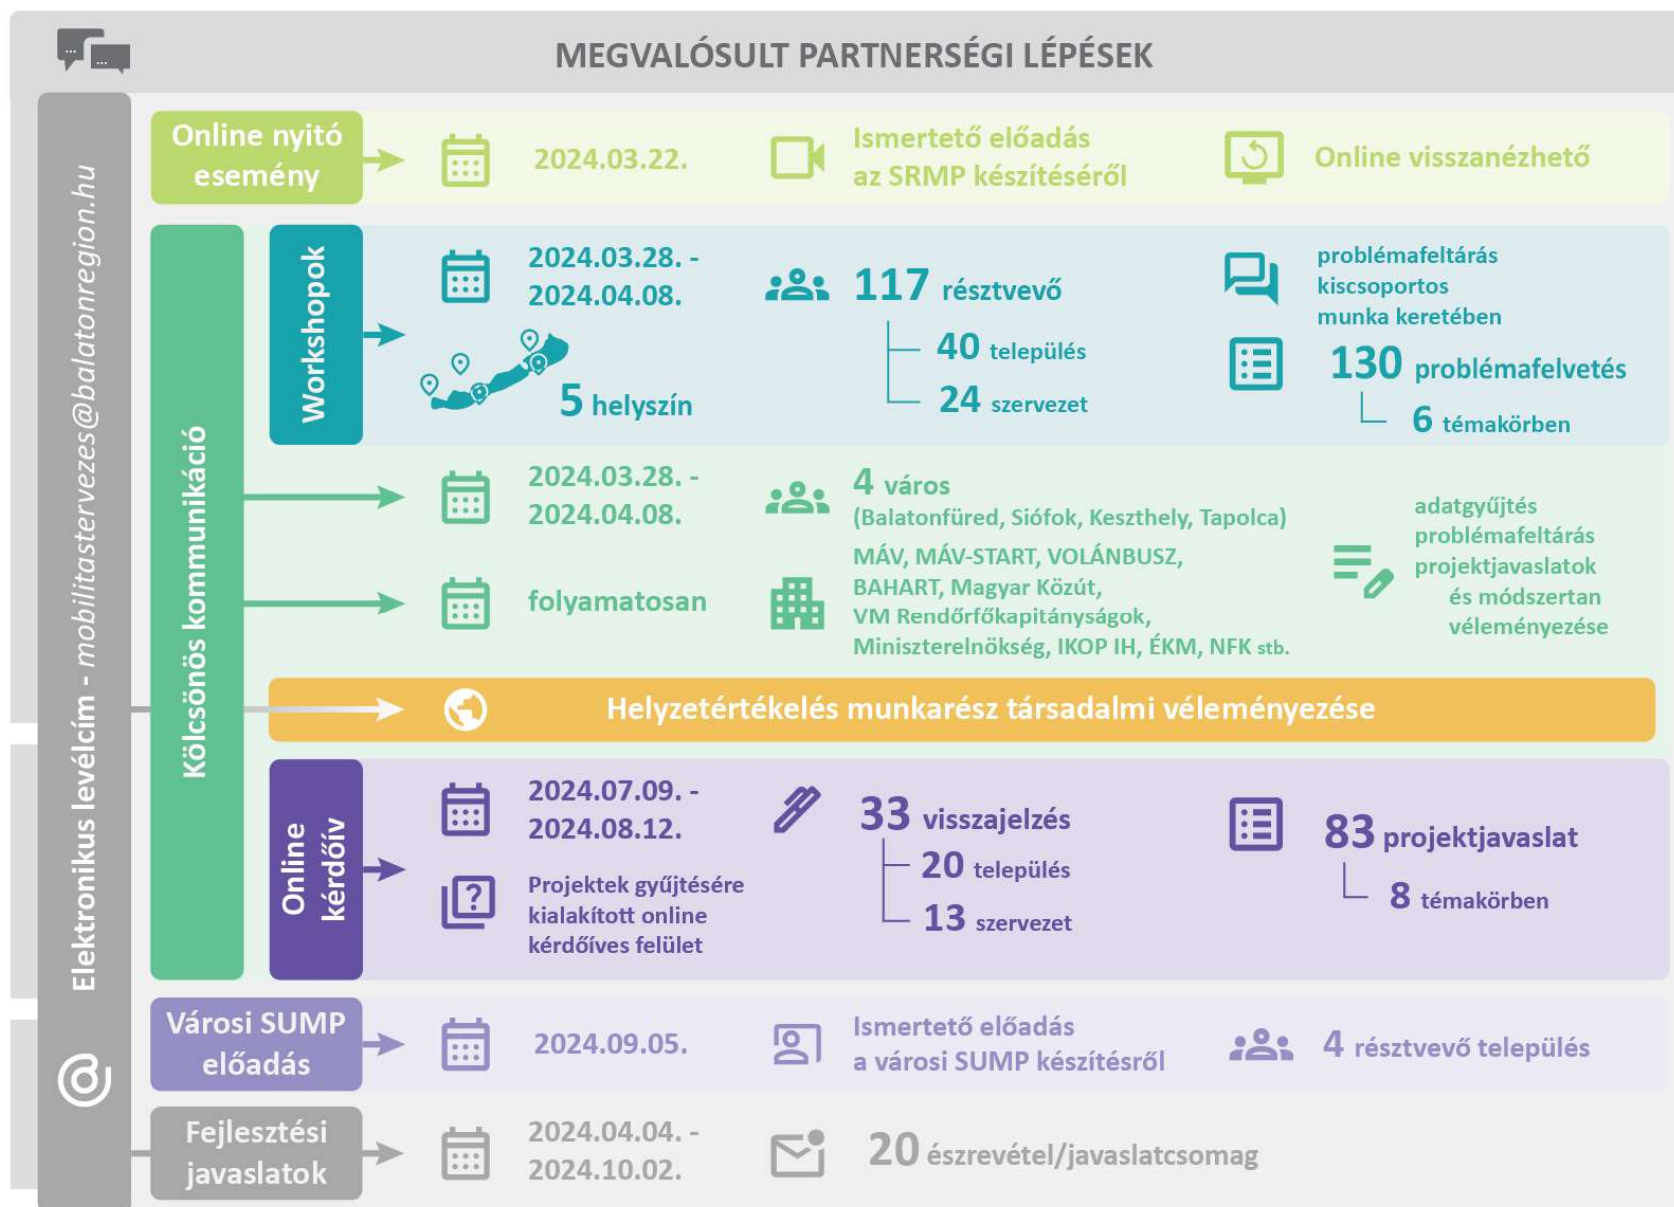 MEGVALÓSULT PARTNERSÉGI LÉPÉSEK
Elektronikus levélcím - mobilitastervezes@balatonregion.hu
Online nyitó
esemény
2024.03.22.
Ismertető előadás
az SRMP készítéséről
Online visszanézhető
Kölcsönös kommunikáció
Workshopok
2024.03.28. -
2024.04.08.
5 helyszín
117 résztvevő
40 település
24 szervezet
problémafeltárás
kiscsoportos
munka keretében
130 problémafelvetés
6 témakörben
2024.03.28. -
2024.04.08.
4 város
(Balatonfüred, Siófok, Keszthely, Tapolca)
folyamatosan
MÁV, MÁV-START, VOLÁNBUSZ,
BAHART, Magyar Közút,
VM Rendőrfőkapitányságok,
Miniszterelnökség, IKOP IH, ÉKM, NFK stb.
adatgyűjtés
problémafeltárás
projektjavaslatok
és módszertan
véleményezése
Helyzetértékelés munkarész társadalmi véleményezése
Online
kérdőív
2024.07.09. -
2024.08.12.
Projektek gyűjtésére
kialakított online
kérdőíves felület
33 visszajelzés
20 település
13 szervezet
83 projektjavaslat
8 témakörben
Városi SUMP
előadás
2024.09.05.
Ismertető előadás
a városi SUMP készítésről
4 résztvevő település
Fejlesztési
javaslatok
2024.04.04. -
2024.10.02.
20 észrevétel/javaslatcsomag